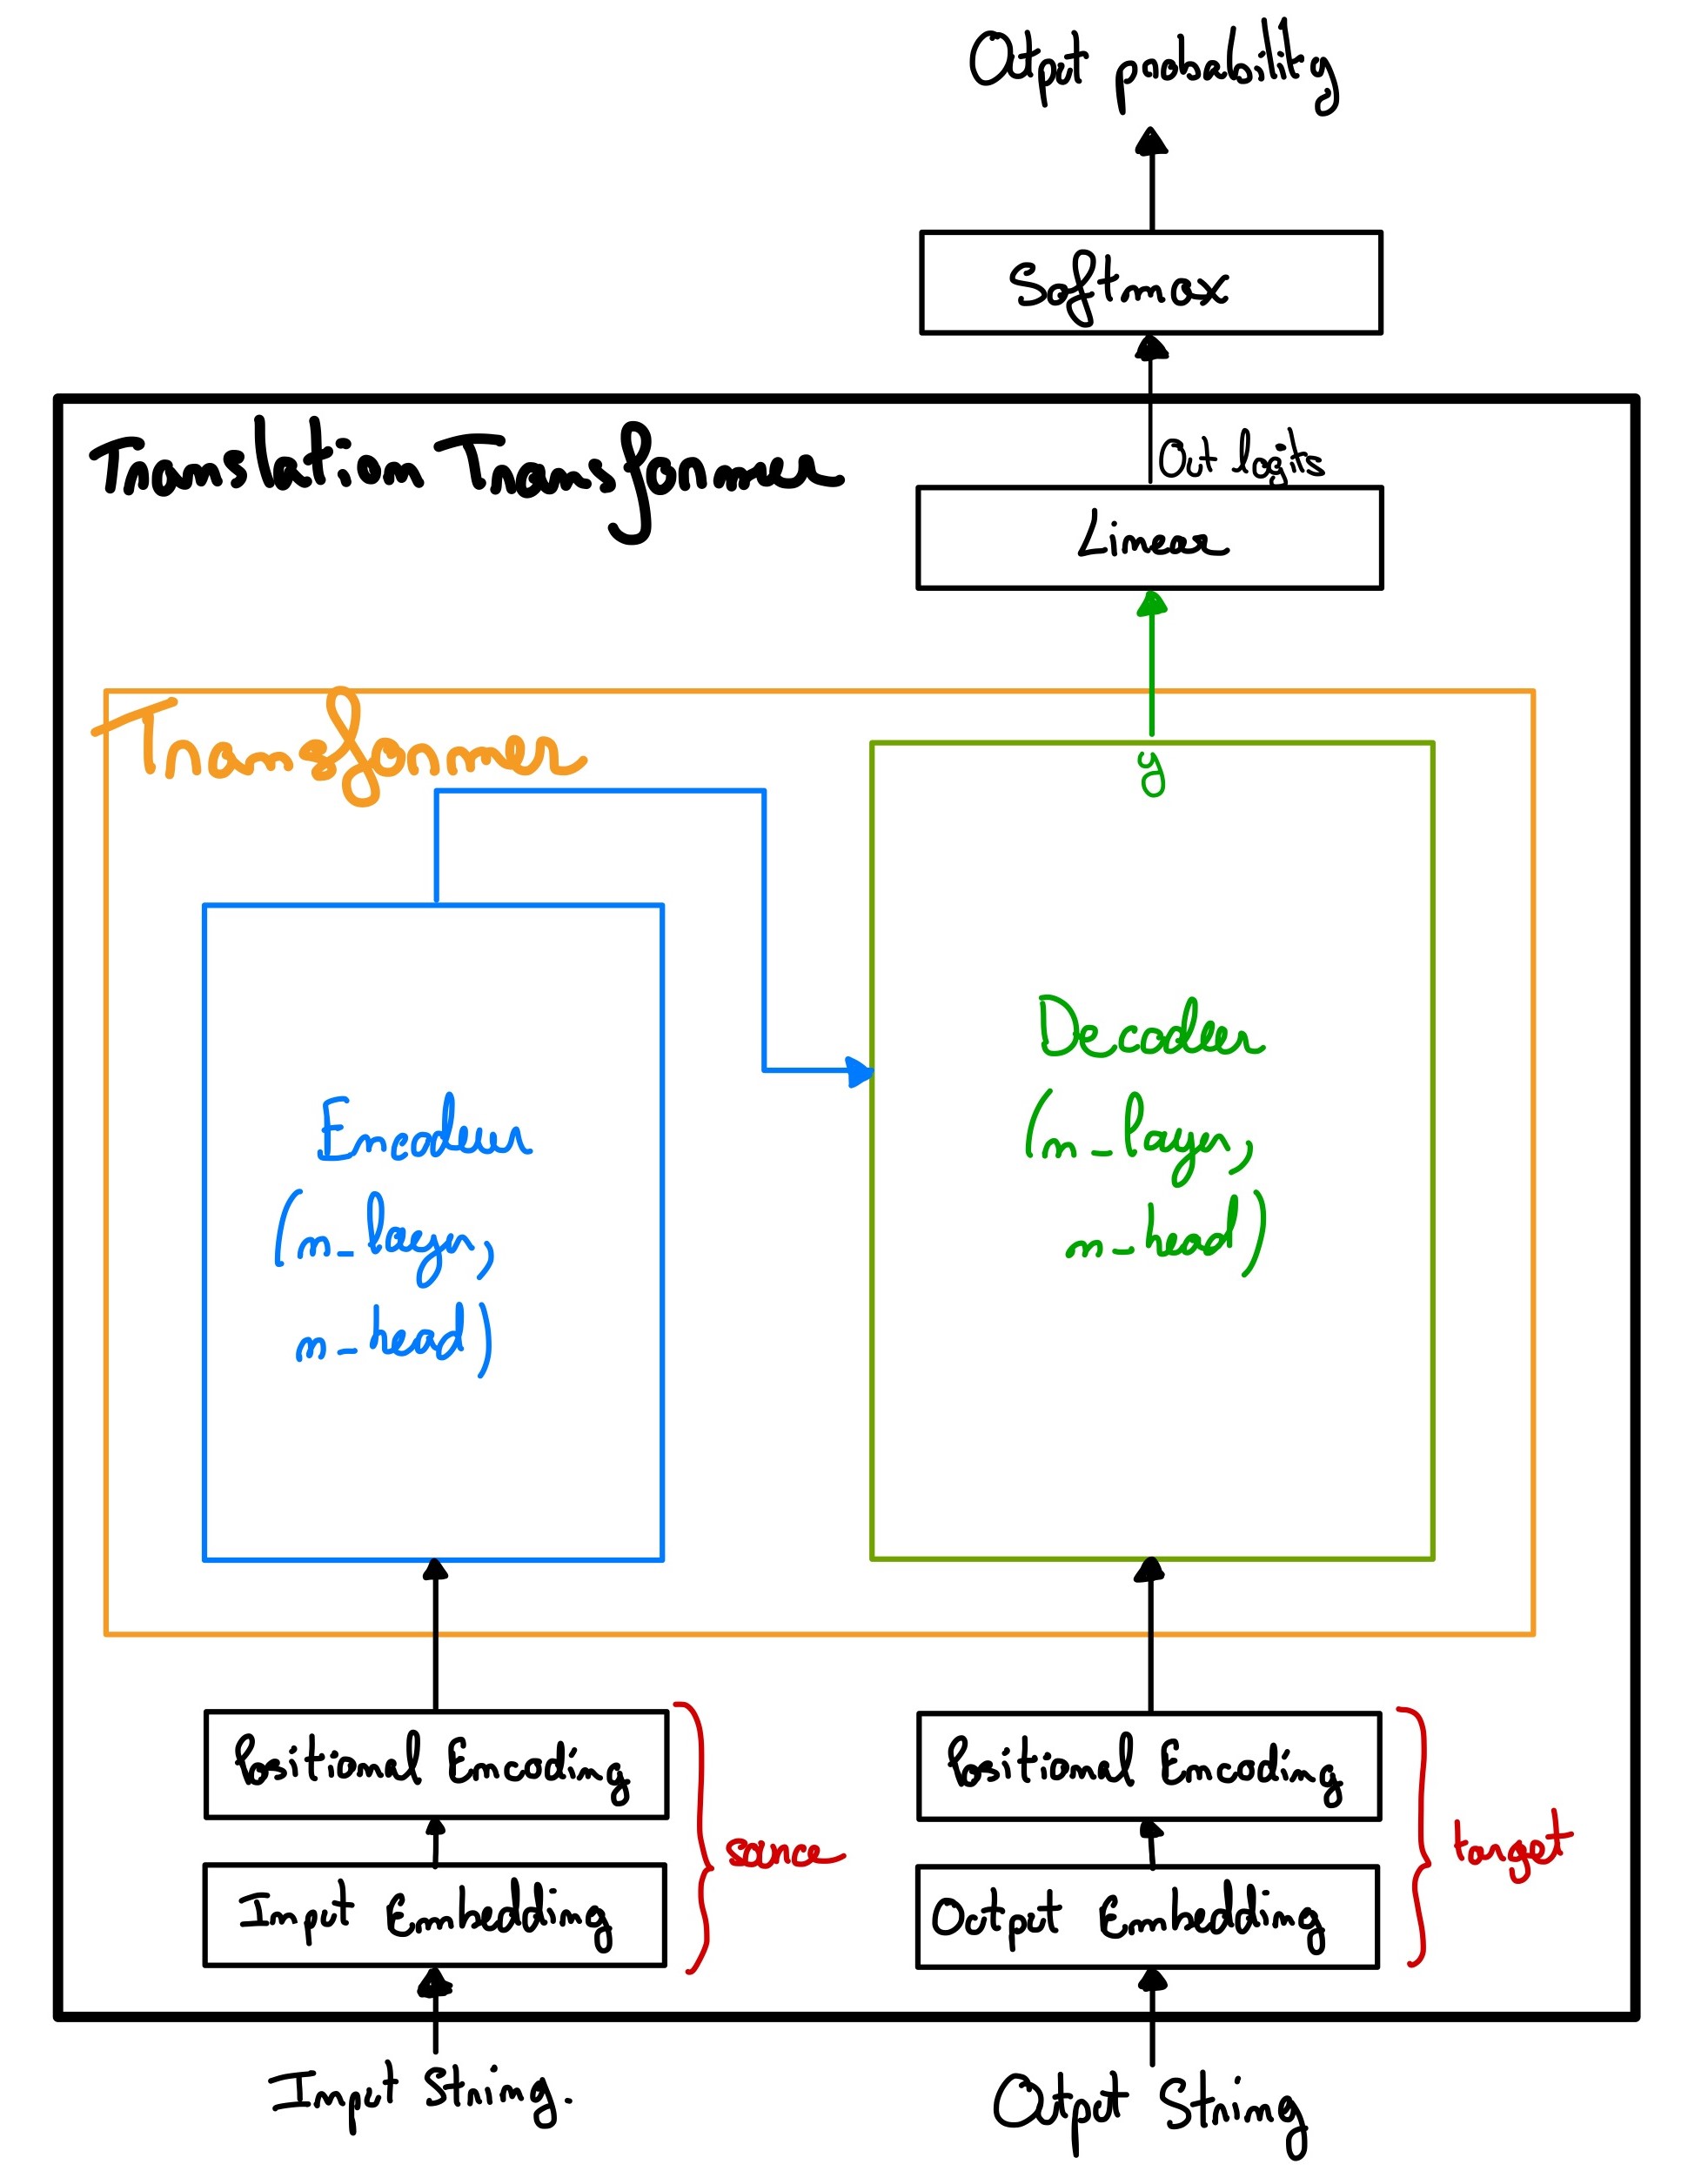 Output probability
Softmax
Translation Transformer
Out logits
Linear
Transformer
y
Encoder
(n_layer,
n_head)
Decoder
(n_layer,
n_head)
Positional Encoding
Input Embedding
source
Positional Encoding
Output Embedding
target
Input String.
Output String